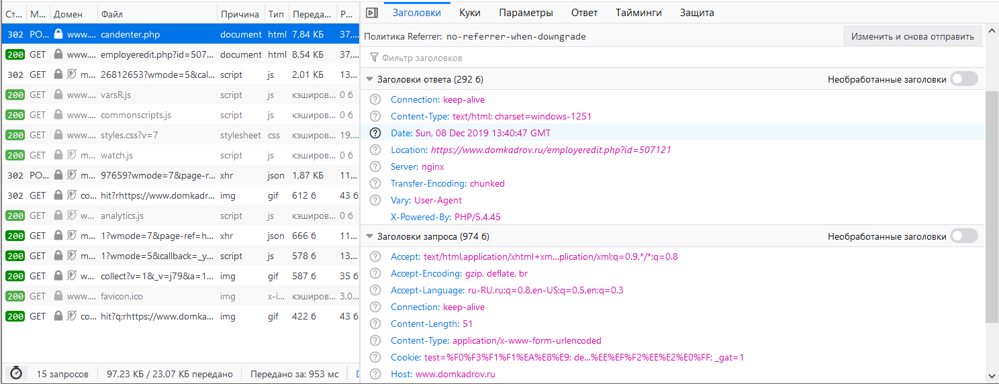 Ст... М... Домен Файл Причина Тип Переда... Р...
302 PO... www.... candenter.php document html 7,84 КБ 37,...
200 GET www.... employeredit.php?id=507... document html 8,54 КБ 37,...
302 GET m... 26812653?wmode=5&cal... script js 2,01 КБ 13...
200 GET www.... varsR.js script js кэширов... 0 б
200 GET www.... commonscripts.js script js кэширов... 0 б
200 GET www.... styles.css?v=7 stylesheet css кэширов... 19,...
200 GET m... watch.js script js кэширов...
302 PO... m... 97659?wmode=7&page-r... xhr json 1,87 КБ 11...
302 GET co... hit?rhttps://www.domkadr... img gif 612 б 43 б
200 GET w... analytics.js script js кэширов... 0 б
200 GET m... 1?wmode=7&page-ref=h... xhr json 666 б 11...
200 GET m... 1?wmode=5&callback=_y... script js 578 б 13...
200 GET w... collect?v=1&_v=j79&a=1... img gif 587 б 35 б
200 GET www.... favicon.ico img x-i... кэширов... 3,0...
200 GET co... hit?q;rhttps://www.domka... img gif 422 б 43 б
15 запросов 97,23 КБ / 23,07 КБ передано Передано за: 953 мс
Заголовки Куки Параметры Ответ Тайминги Защита
Политика Referrer: no-referrer-when-downgrade Изменить и снова отправить
Фильтр заголовков
Заголовки ответа (292 б) Необработанные заголовки
Connection: keep-alive
Content-Type: text/html; charset=windows-1251
Date: Sun, 08 Dec 2019 13:40:47 GMT
Location: https://www.domkadrov.ru/employeredit.php?id=507121
Server: nginx
Transfer-Encoding: chunked
Vary: User-Agent
X-Powered-By: PHP/5.4.45
Заголовки запроса (974 б) Необработанные заголовки
Accept: text/html,application/xhtml+xm...plication/xml;q=0.9,*/*;q=0.8
Accept-Encoding: gzip, deflate, br
Accept-Language: ru-RU,ru;q=0.8,en-US;q=0.5,en;q=0.3
Connection: keep-alive
Content-Length: 51
Content-Type: application/x-www-form-urlencoded
Cookie: test=%F0%F3%F1%F1%EA%E8%E9; de...%EE%EF%F2%EE%E2%E0%FF; _gat=1
Host: www.domkadrov.ru